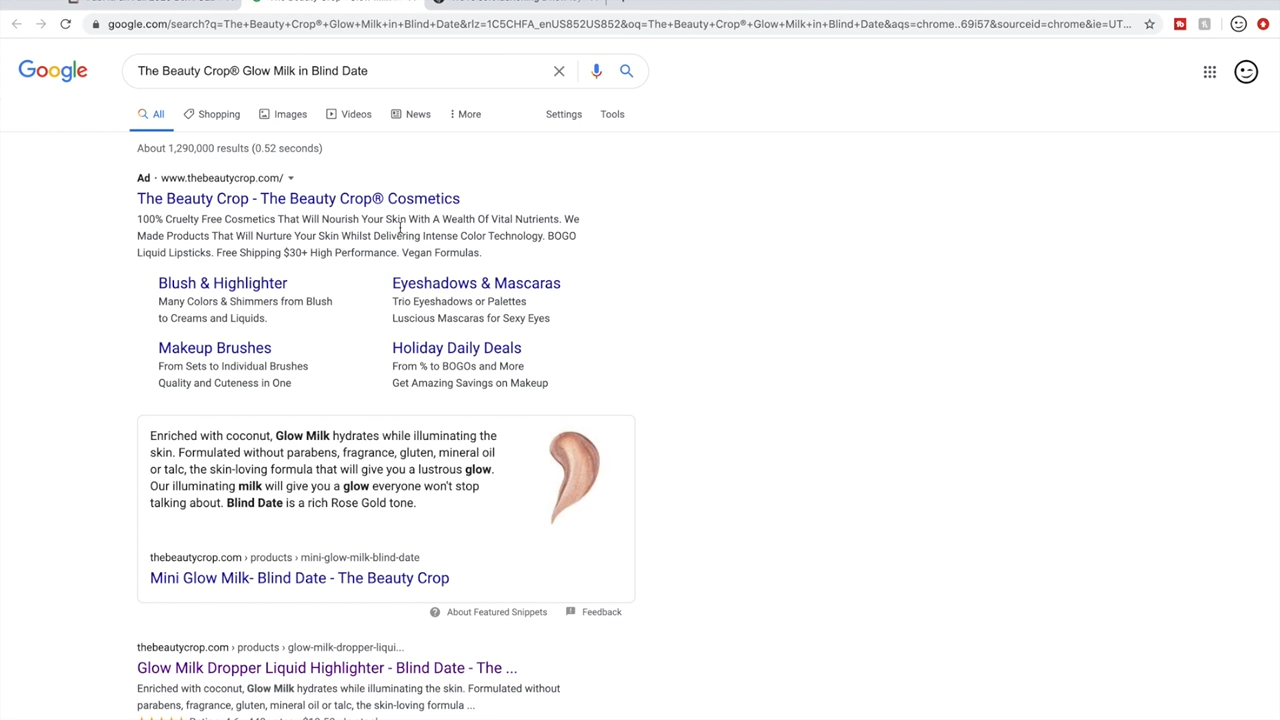 google.com/search?q=The+Beauty+Crop®+Glow+Milk+in+Blind+Date&rlz=1C5CHFA_enUS852US852&oq=The+Beauty+Crop®+Glow+Milk+in+Blind+Date&aqs=chrome..69i57&sourceid=chrome&ie=UT...
Google
The Beauty Crop® Glow Milk in Blind Date
All Shopping Images Videos News More Settings Tools
About 1,290,000 results (0.52 seconds)
Ad · www.thebeautycrop.com/
The Beauty Crop - The Beauty Crop® Cosmetics
100% Cruelty Free Cosmetics That Will Nourish Your Skin With A Wealth Of Vital Nutrients. We
Made Products That Will Nurture Your Skin Whilst Delivering Intense Color Technology. BOGO
Liquid Lipsticks. Free Shipping $30+ High Performance. Vegan Formulas.
Blush & Highlighter
Many Colors & Shimmers from Blush
to Creams and Liquids.
Eyeshadows & Mascaras
Trio Eyeshadows or Palettes
Luscious Mascaras for Sexy Eyes
Makeup Brushes
From Sets to Individual Brushes
Quality and Cuteness in One
Holiday Daily Deals
From % to BOGOs and More
Get Amazing Savings on Makeup
Enriched with coconut, Glow Milk hydrates while illuminating the
skin. Formulated without parabens, fragrance, gluten, mineral oil
or talc, the skin-loving formula that will give you a lustrous glow.
Our illuminating milk will give you a glow everyone won't stop
talking about. Blind Date is a rich Rose Gold tone.
thebeautycrop.com › products › mini-glow-milk-blind-date
Mini Glow Milk- Blind Date - The Beauty Crop
About Featured Snippets Feedback
thebeautycrop.com › products › glow-milk-dropper-liqui...
Glow Milk Dropper Liquid Highlighter - Blind Date - The ...
Enriched with coconut, Glow Milk hydrates while illuminating the skin. Formulated without
parabens, fragrance, gluten, mineral oil or talc, the skin-loving formula ...